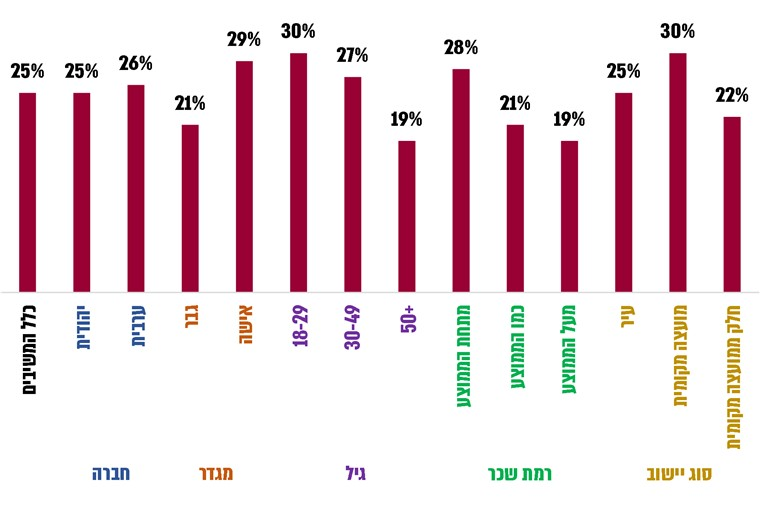 25%
25%
26%
21%
29%
30%
27%
19%
28%
21%
19%
25%
30%
22%
כלל המשיבים
יהודית
ערבית
גבר
אישה
18-29
30-49
50+
מתחת הממוצע
כמו הממוצע
מעל הממוצע
עיר
מועצה מקומית
חלק ממועצה מקומית
חברה
מגדר
גיל
רמת שכר
סוג יישוב